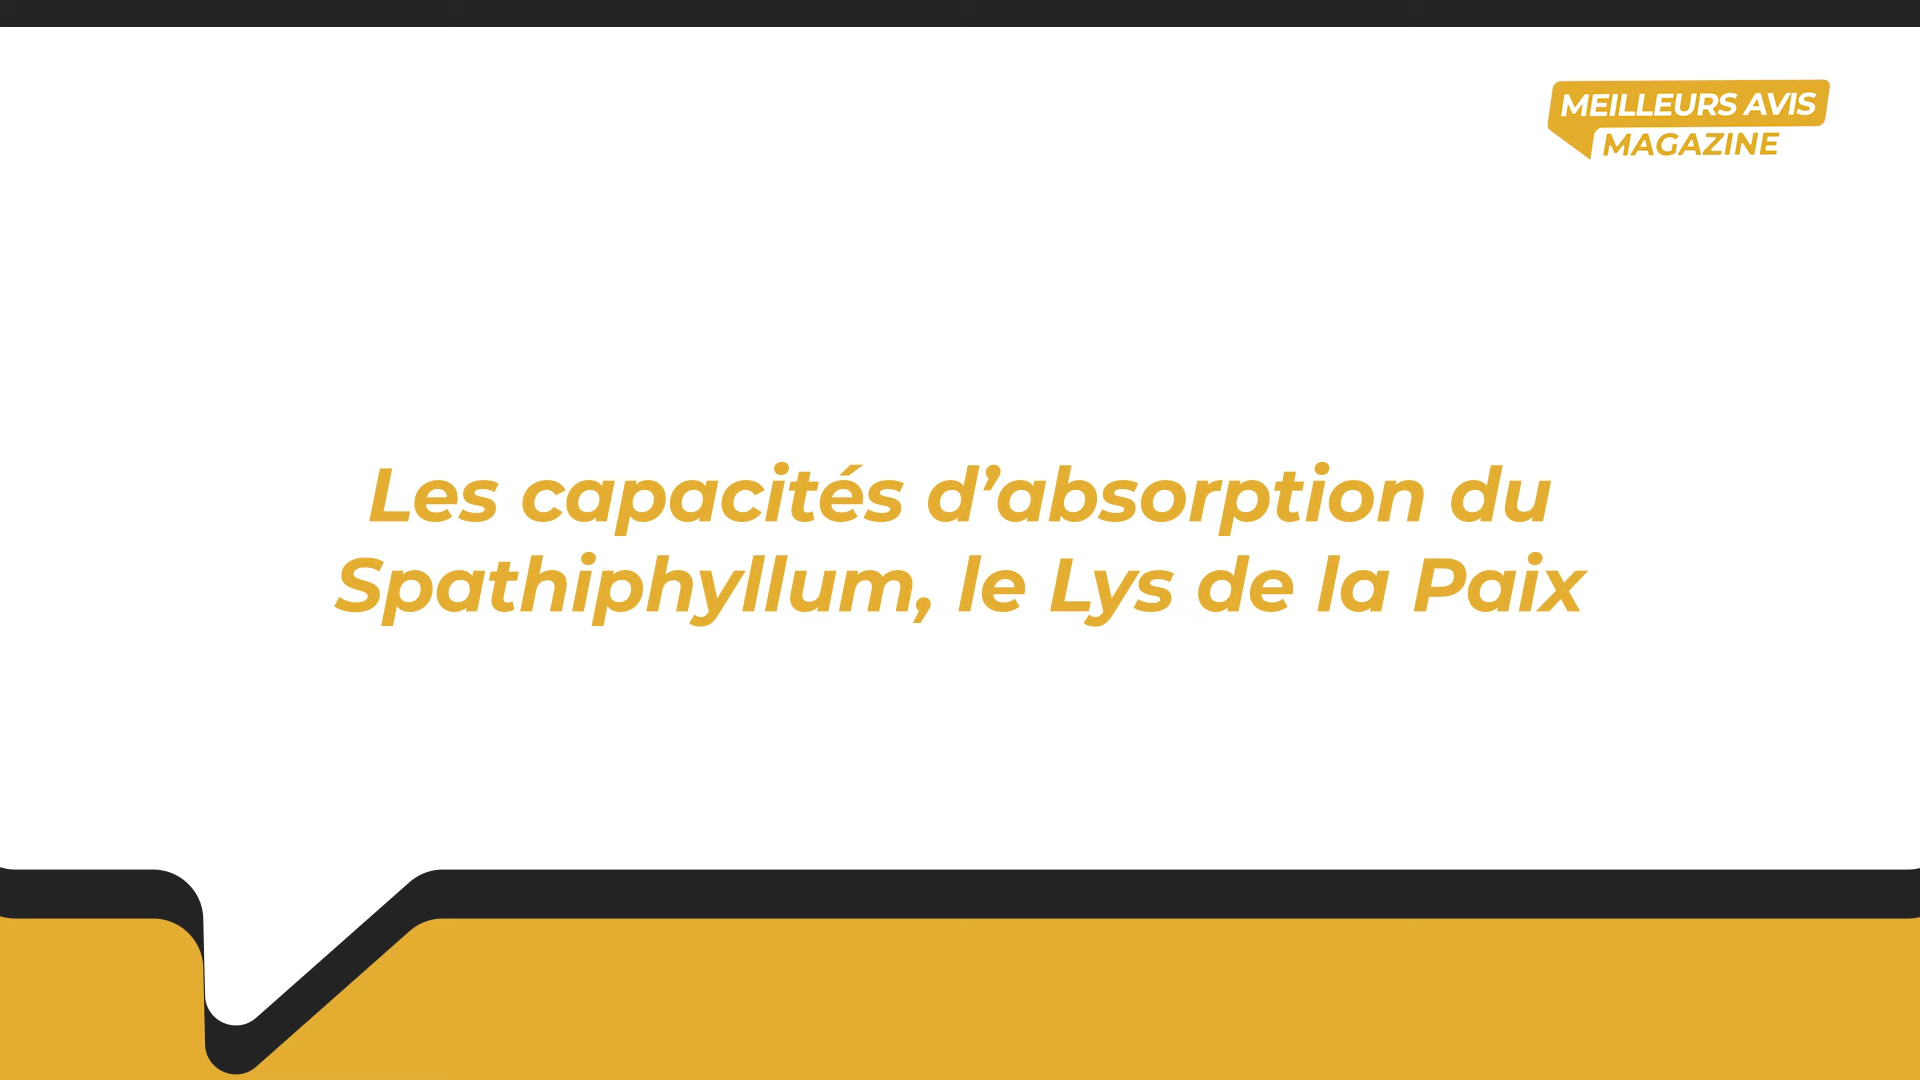 MEILLEURS AVIS
MAGAZINE
Les capacités d’absorption du
Spathiphyllum, le Lys de la Paix